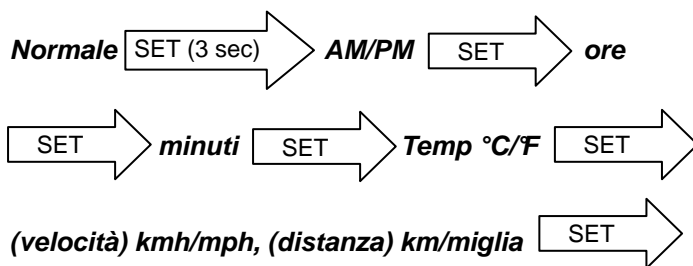 Normale SET (3 sec) AM/PM SET ore
SET minuti SET Temp °C/°F SET
(velocità) kmh/mph, (distanza) km/miglia SET